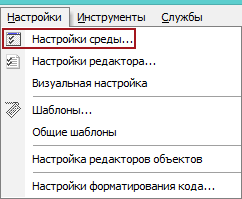 Настройки Инструменты Службы
Настройки среды...
Настройки редактора...
Визуальная настройка
Шаблоны...
Общие шаблоны
Настройка редакторов объектов
Настройки форматирования кода...